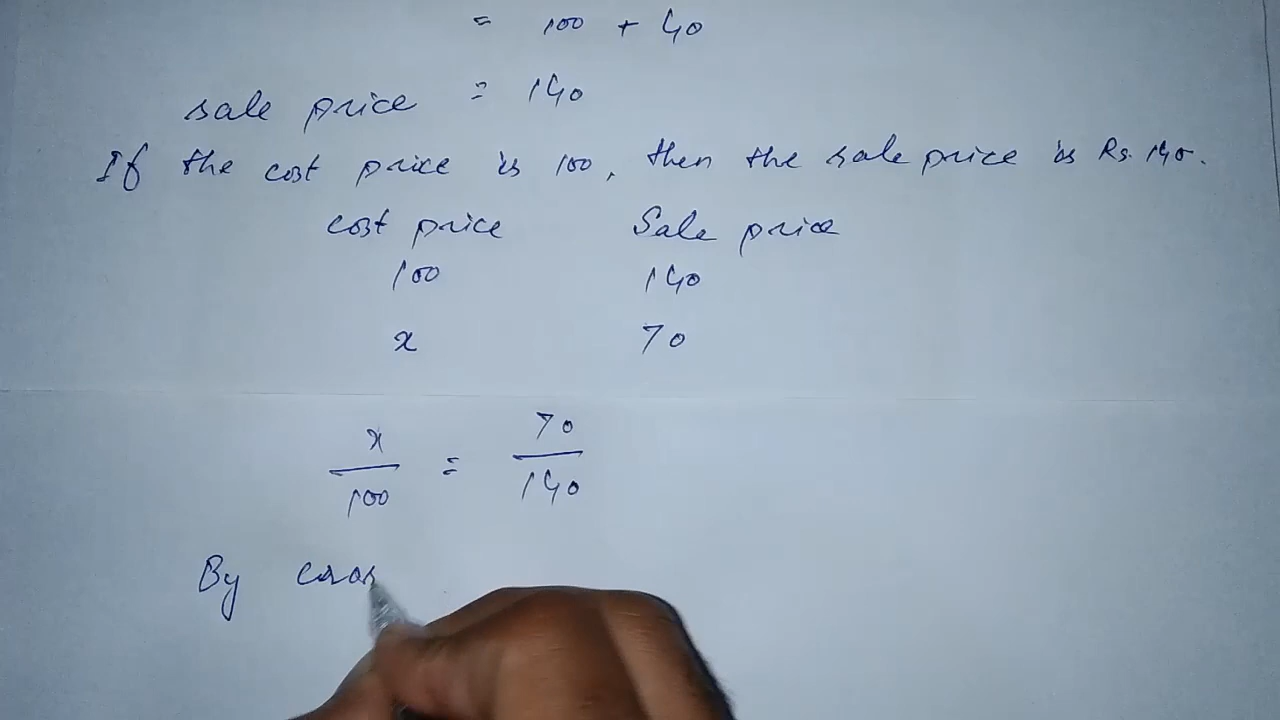 = 100 + 40
sale price = 140
If the cost price is 100, then the sale price is Rs. 140.
cost price Sale price
100 140
x 70
x/100 = 70/140
By cros